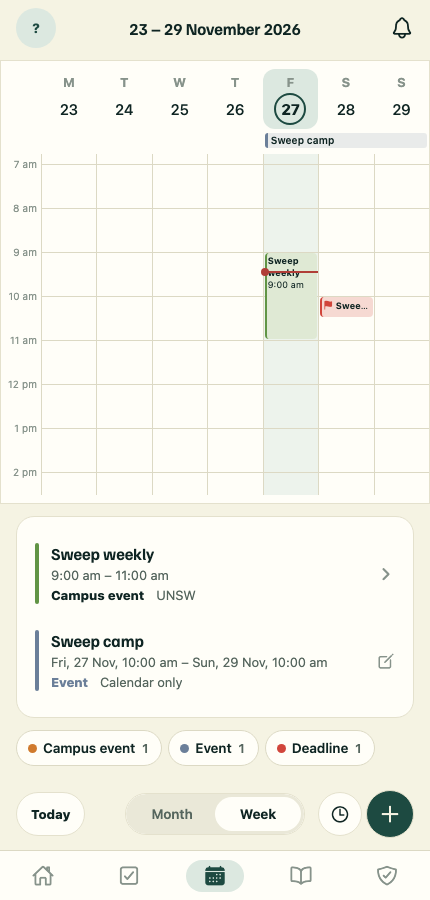 ?
23 – 29 November 2026
M T W T F S S
23 24 25 26 27 28 29
Sweep camp
7 am
8 am
9 am
Sweep
weekly
9:00 am
10 am
Swee…
11 am
12 pm
1 pm
2 pm
Sweep weekly
9:00 am – 11:00 am
Campus event UNSW
Sweep camp
Fri, 27 Nov, 10:00 am – Sun, 29 Nov, 10:00 am
Event Calendar only
Campus event 1 Event 1 Deadline 1
Today Month Week